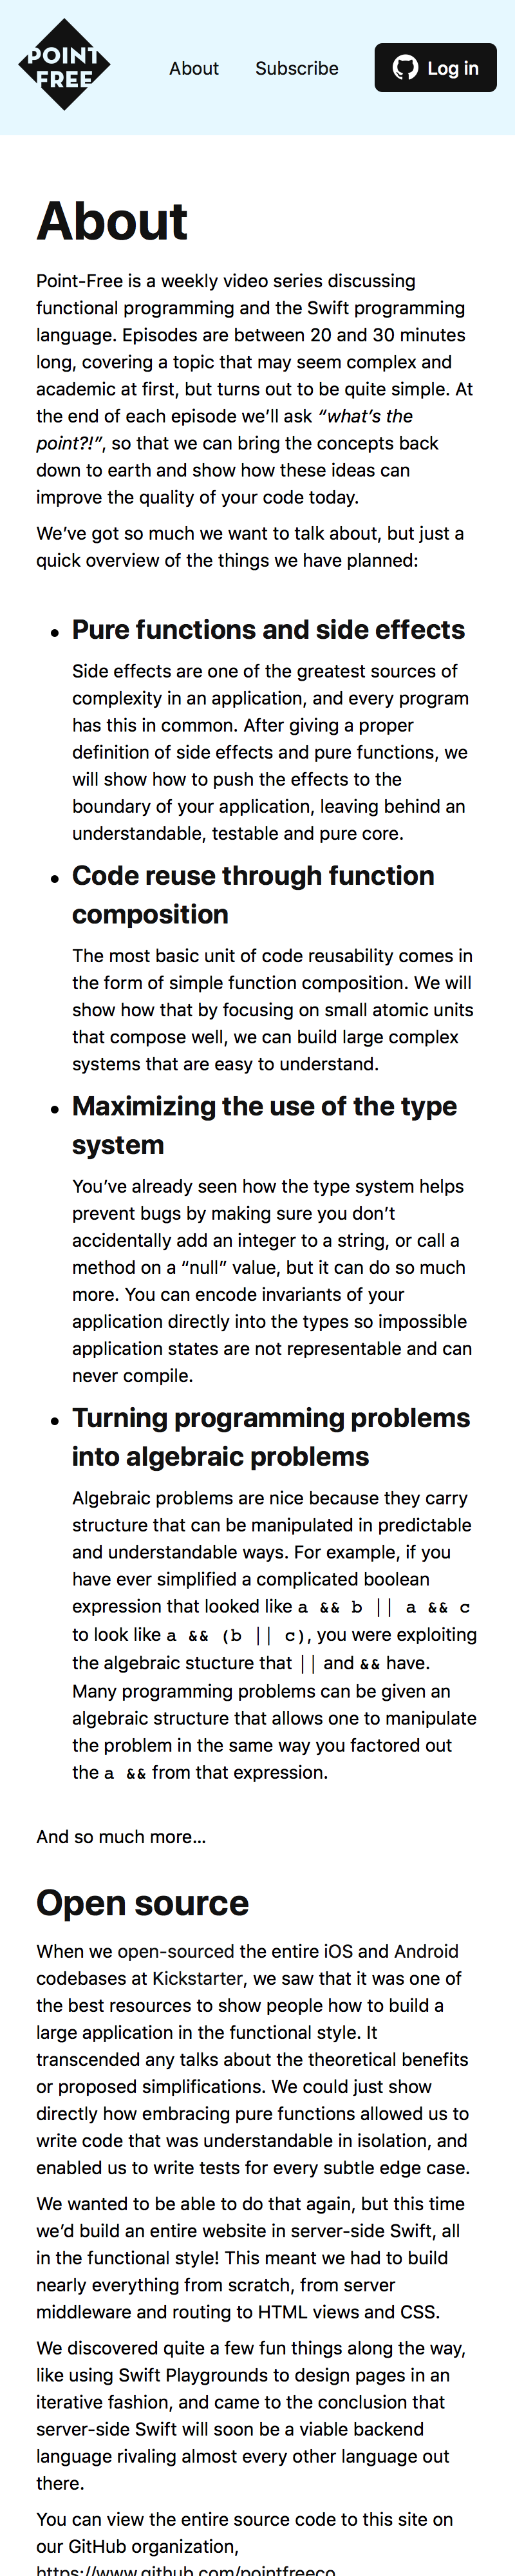 POINT
FREE
About
Subscribe
Log in
About
Point-Free is a weekly video series discussing
functional programming and the Swift programming
language. Episodes are between 20 and 30 minutes
long, covering a topic that may seem complex and
academic at first, but turns out to be quite simple. At
the end of each episode we’ll ask “what’s the
point?!”, so that we can bring the concepts back
down to earth and show how these ideas can
improve the quality of your code today.
We’ve got so much we want to talk about, but just a
quick overview of the things we have planned:
• Pure functions and side effects
Side effects are one of the greatest sources of
complexity in an application, and every program
has this in common. After giving a proper
definition of side effects and pure functions, we
will show how to push the effects to the
boundary of your application, leaving behind an
understandable, testable and pure core.
• Code reuse through function
composition
The most basic unit of code reusability comes in
the form of simple function composition. We will
show how that by focusing on small atomic units
that compose well, we can build large complex
systems that are easy to understand.
• Maximizing the use of the type
system
You’ve already seen how the type system helps
prevent bugs by making sure you don’t
accidentally add an integer to a string, or call a
method on a “null” value, but it can do so much
more. You can encode invariants of your
application directly into the types so impossible
application states are not representable and can
never compile.
• Turning programming problems
into algebraic problems
Algebraic problems are nice because they carry
structure that can be manipulated in predictable
and understandable ways. For example, if you
have ever simplified a complicated boolean
expression that looked like a && b || a && c
to look like a && (b || c), you were exploiting
the algebraic stucture that || and && have.
Many programming problems can be given an
algebraic structure that allows one to manipulate
the problem in the same way you factored out
the a && from that expression.
And so much more…
Open source
When we open-sourced the entire iOS and Android
codebases at Kickstarter, we saw that it was one of
the best resources to show people how to build a
large application in the functional style. It
transcended any talks about the theoretical benefits
or proposed simplifications. We could just show
directly how embracing pure functions allowed us to
write code that was understandable in isolation, and
enabled us to write tests for every subtle edge case.
We wanted to be able to do that again, but this time
we’d build an entire website in server-side Swift, all
in the functional style! This meant we had to build
nearly everything from scratch, from server
middleware and routing to HTML views and CSS.
We discovered quite a few fun things along the way,
like using Swift Playgrounds to design pages in an
iterative fashion, and came to the conclusion that
server-side Swift will soon be a viable backend
language rivaling almost every other language out
there.
You can view the entire source code to this site on
our GitHub organization,
https://www.github.com/pointfreeco